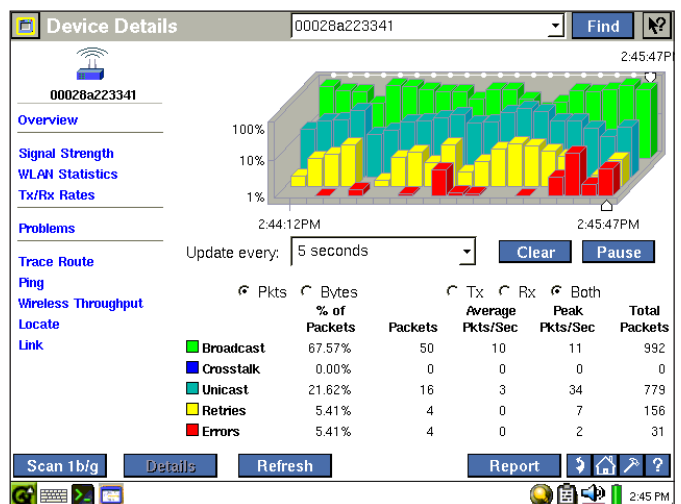 Device Details
00028a223341
Find
2:45:47P
00028a223341
Overview
Signal Strength
WLAN Statistics
Tx/Rx Rates
Problems
Trace Route
Ping
Wireless Throughput
Locate
Link
100%
10%
1%
2:44:12PM 2:45:47PM
Update every: 5 seconds Clear Pause
Pkts Bytes Tx Rx Both
% of Packets Packets Average Pkts/Sec Peak Pkts/Sec Total Packets
Broadcast 67.57% 50 10 11 992
Crosstalk 0.00% 0 0 0 0
Unicast 21.62% 16 3 34 779
Retries 5.41% 4 0 7 156
Errors 5.41% 4 0 2 31
Scan 1b/g Details Refresh Report ?
2:45 PM